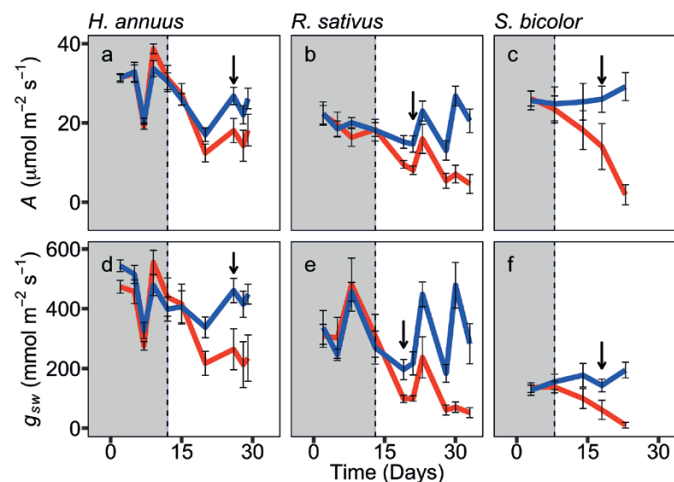 H. annuus R. sativus S. bicolor
a b c
A (μmol m⁻² s⁻¹)
40
20
0
d e f
gsw (mmol m⁻² s⁻¹)
600
400
200
0
0 15 30 0 15 30 0 15 30
Time (Days)